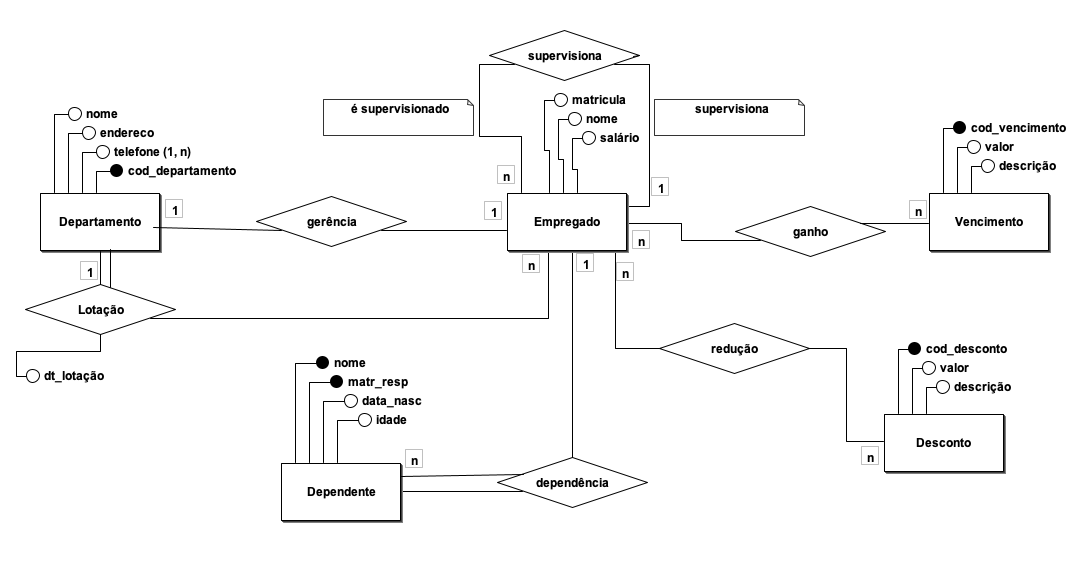 supervisiona
é supervisionado
matricula
nome
salário
supervisiona
nome
endereco
telefone (1, n)
cod_departamento
cod_vencimento
valor
descrição
n
1
1
Departamento
gerência
1
Empregado
n
ganho
n
Vencimento
1
n
1
n
Lotação
dt_lotação
redução
cod_desconto
valor
descrição
nome
matr_resp
data_nasc
idade
n
Desconto
n
Dependente
dependência